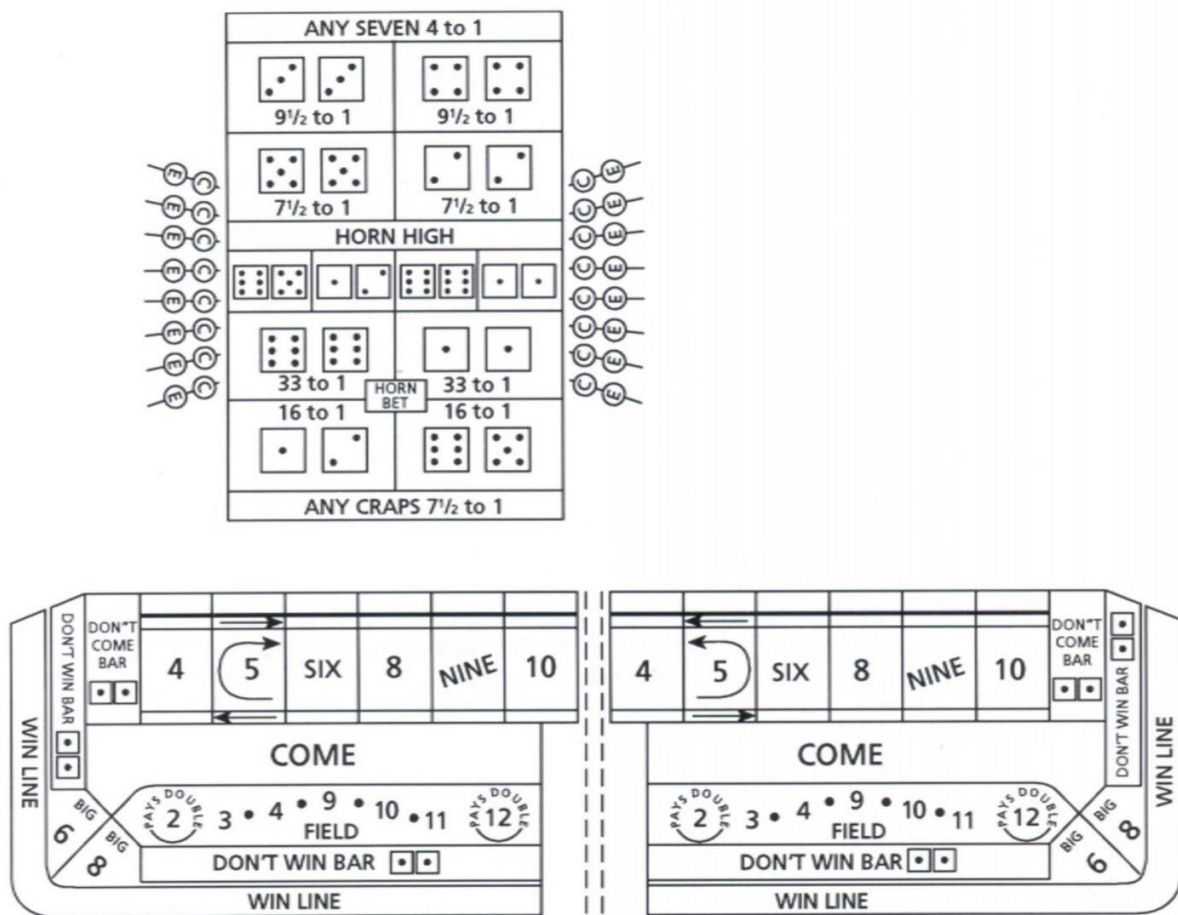 ANY SEVEN 4 to 1
9½ to 1 9½ to 1
7½ to 1 7½ to 1
HORN HIGH
33 to 1 33 to 1
HORN
BET
16 to 1 16 to 1
ANY CRAPS 7½ to 1
E C
E C
E C
E C
E C
E C
E C
E C
C E
C E
C E
C E
C E
C E
C E
C E
WIN LINE
DON'T WIN BAR
DON"T
COME
BAR
4 5 SIX 8 NINE 10
COME
PAYS DOUBLE
2 3 • 4 • 9 • 10 • 11 12
PAYS DOUBLE
FIELD
BIG
6
BIG
8
DON'T WIN BAR
WIN LINE
4 5 SIX 8 NINE 10
DON"T
COME
BAR
DON'T WIN BAR
WIN LINE
COME
PAYS DOUBLE
2 3 • 4 • 9 • 10 • 11 12
PAYS DOUBLE
FIELD
BIG
8
BIG
6
DON'T WIN BAR
WIN LINE